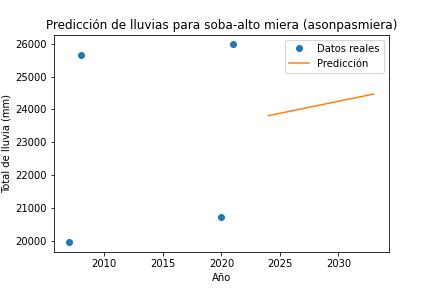 Predicción de lluvias para soba-alto miera (asonpasmiera)
Datos reales
Predicción
26000
25000
24000
23000
22000
21000
20000
Total de lluvia (mm)
2010
2015
2020
2025
2030
Año